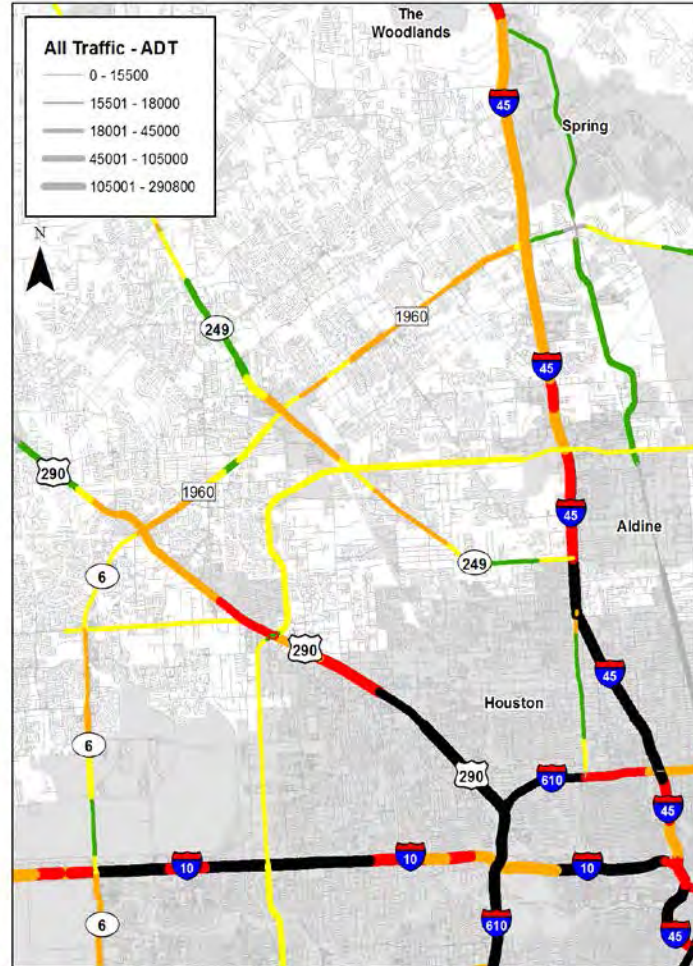 The
Woodlands
All Traffic - ADT
0 - 15500
15501 - 18000
18001 - 45000
45001 - 105000
105001 - 290800
45
Spring
N
249
1960
45
290
1960
45
Aldine
6
249
290
45
Houston
6
290
610
45
10
10
10
6
610
45